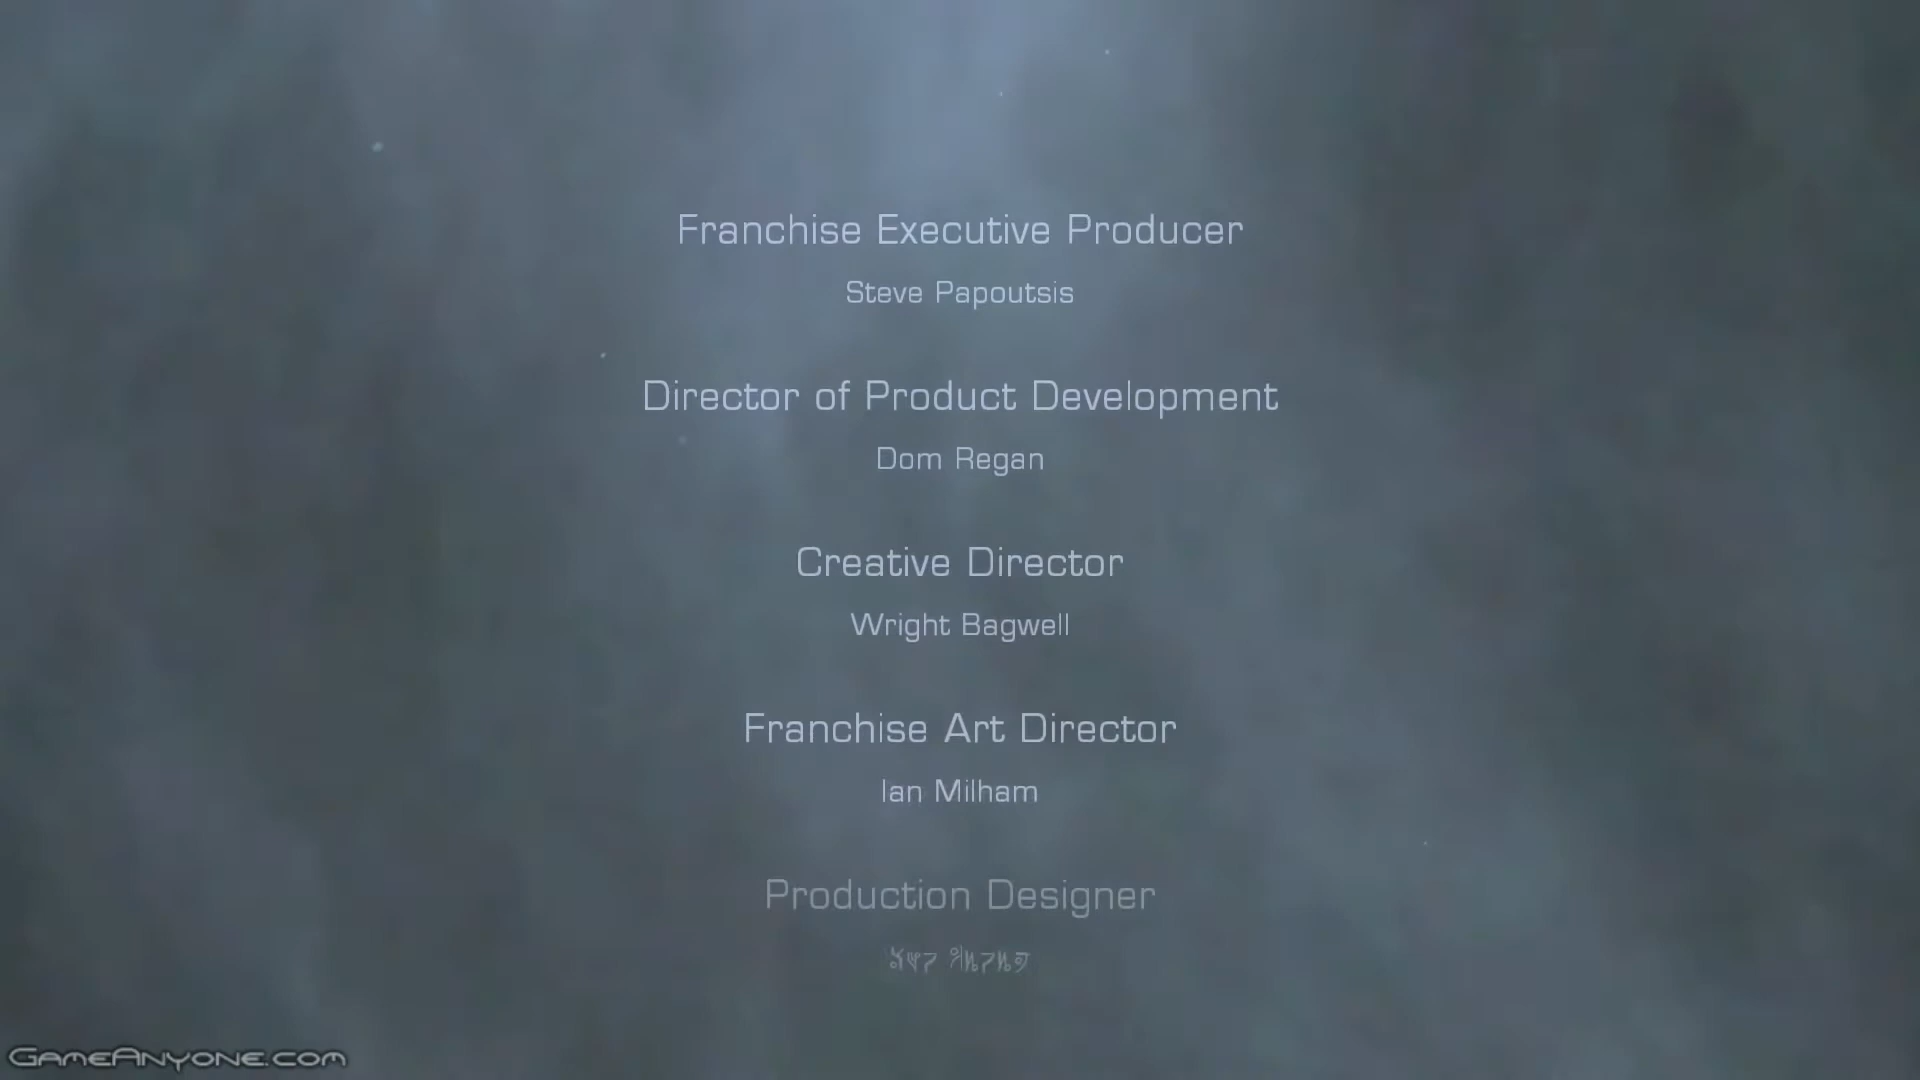 Franchise Executive Producer
Steve Papoutsis
Director of Product Development
Dom Regan
Creative Director
Wright Bagwell
Franchise Art Director
Ian Milham
Production Designer
GameAnyone.com